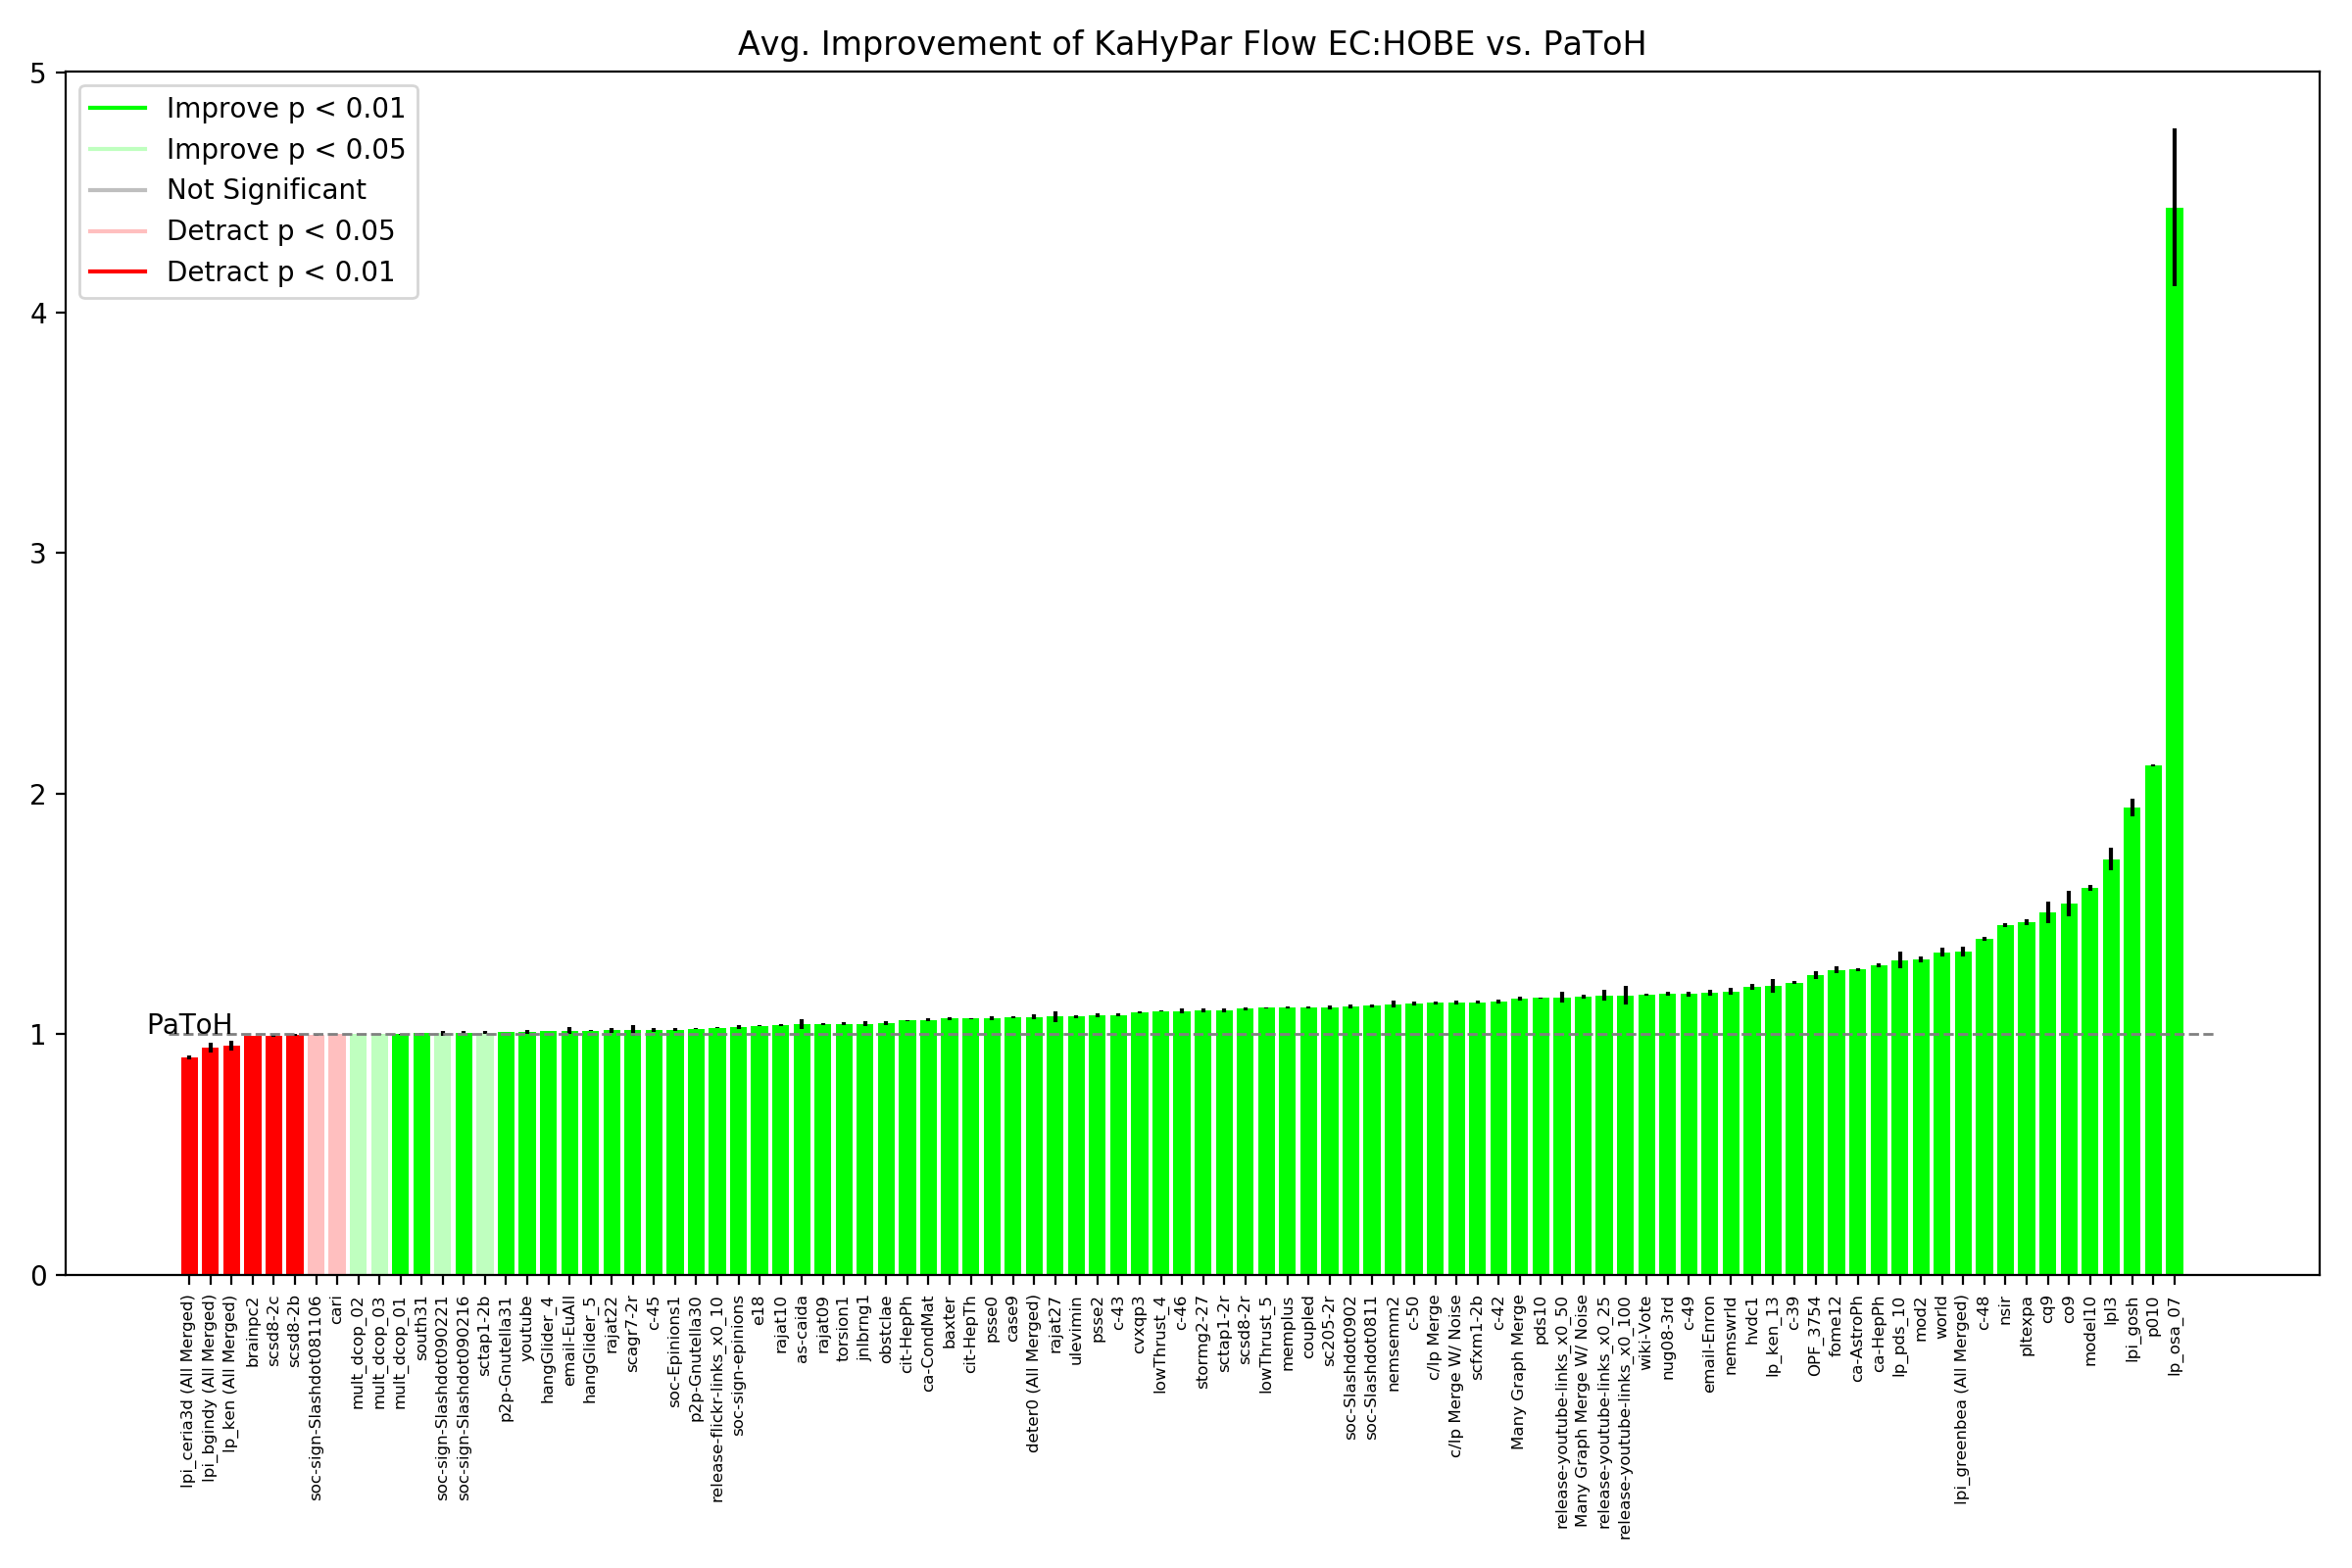 Avg. Improvement of KaHyPar Flow EC:HOBE vs. PaToH
5
4
3
2
1
0
Improve p < 0.01
Improve p < 0.05
Not Significant
Detract p < 0.05
Detract p < 0.01
PaToH
lpi_ceria3d (All Merged)
lpi_bgindy (All Merged)
lp_ken (All Merged)
brainpc2
scsd8-2c
scsd8-2b
soc-sign-Slashdot081106
cari
mult_dcop_02
mult_dcop_03
mult_dcop_01
south31
soc-sign-Slashdot090221
soc-sign-Slashdot090216
sctap1-2b
p2p-Gnutella31
youtube
hangGlider_4
email-EuAll
hangGlider_5
rajat22
scagr7-2r
c-45
soc-Epinions1
p2p-Gnutella30
release-flickr-links_x0_10
soc-sign-epinions
e18
rajat10
as-caida
rajat09
torsion1
jnlbrng1
obstclae
cit-HepPh
ca-CondMat
baxter
cit-HepTh
psse0
case9
deter0 (All Merged)
rajat27
ulevimin
psse2
c-43
cvxqp3
lowThrust_4
c-46
stormg2-27
sctap1-2r
scsd8-2r
lowThrust_5
memplus
coupled
sc205-2r
soc-Slashdot0902
soc-Slashdot0811
nemsemm2
c-50
c/lp Merge
c/lp Merge W/ Noise
scfxm1-2b
c-42
Many Graph Merge
pds10
release-youtube-links_x0_50
Many Graph Merge W/ Noise
release-youtube-links_x0_25
release-youtube-links_x0_100
wiki-Vote
nug08-3rd
c-49
email-Enron
nemswrld
hvdc1
lp_ken_13
c-39
OPF_3754
fome12
ca-AstroPh
ca-HepPh
lp_pds_10
mod2
world
lpi_greenbea (All Merged)
c-48
nsir
pltexpa
cq9
co9
model10
lpl3
lpi_gosh
p010
lp_osa_07